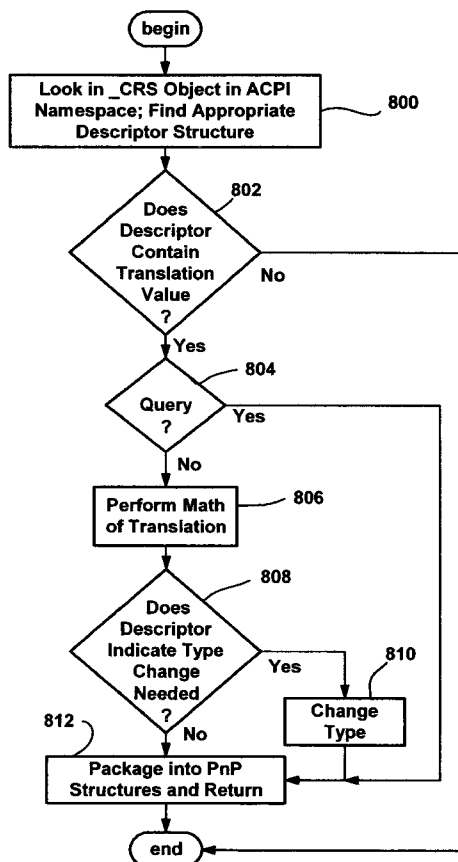 begin
Look in _CRS Object in ACPI
Namespace; Find Appropriate
Descriptor Structure
800
802
Does
Descriptor
Contain
Translation
Value
?
No
Yes
804
Query
?
Yes
No
Perform Math
of Translation
806
808
Does
Descriptor
Indicate Type
Change
Needed
?
Yes
810
Change
Type
No
812
Package into PnP
Structures and Return
end